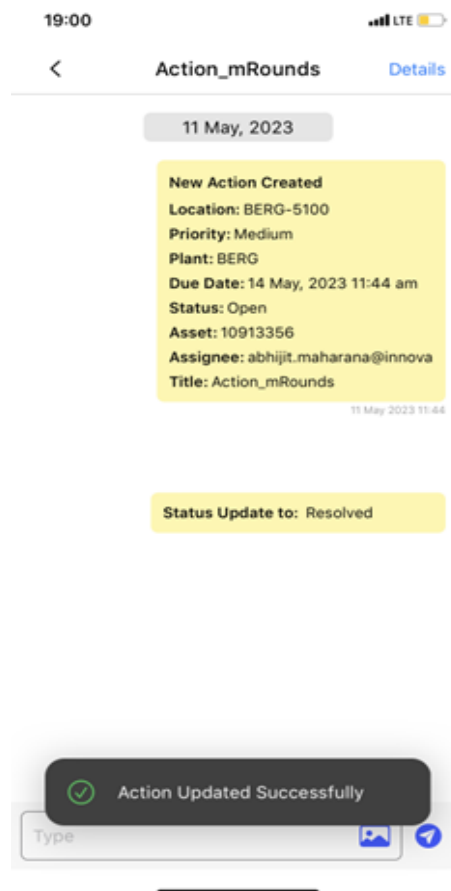 19:00
LTE
Action_mRounds
Details
11 May, 2023
New Action Created
Location: BERG-5100
Priority: Medium
Plant: BERG
Due Date: 14 May, 2023 11:44 am
Status: Open
Asset: 10913356
Assignee: abhijit.maharana@innova
Title: Action_mRounds
11 May 2023 11:44
Status Update to: Resolved
Action Updated Successfully
Type